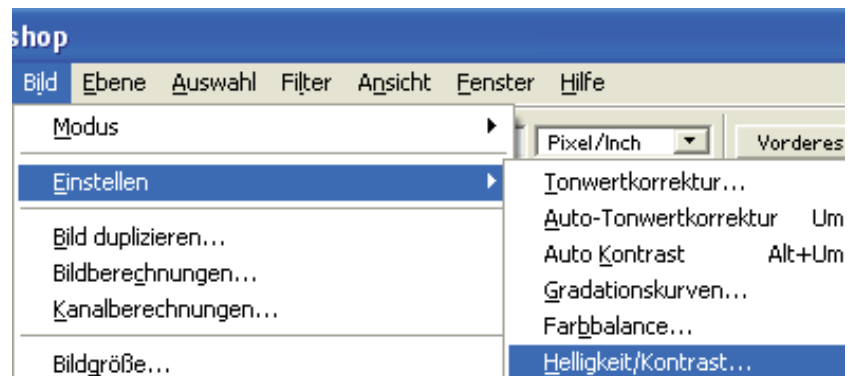 shop
Bild Ebene Auswahl Filter Ansicht Fenster Hilfe
Modus
Pixel/Inch Vorderes
Einstellen
Tonwertkorrektur...
Auto-Tonwertkorrektur Um
Bild duplizieren...
Auto Kontrast Alt+Um
Bildberechnungen...
Gradationskurven...
Kanalberechnungen...
Farbbalance...
Bildgröße...
Helligkeit/Kontrast...